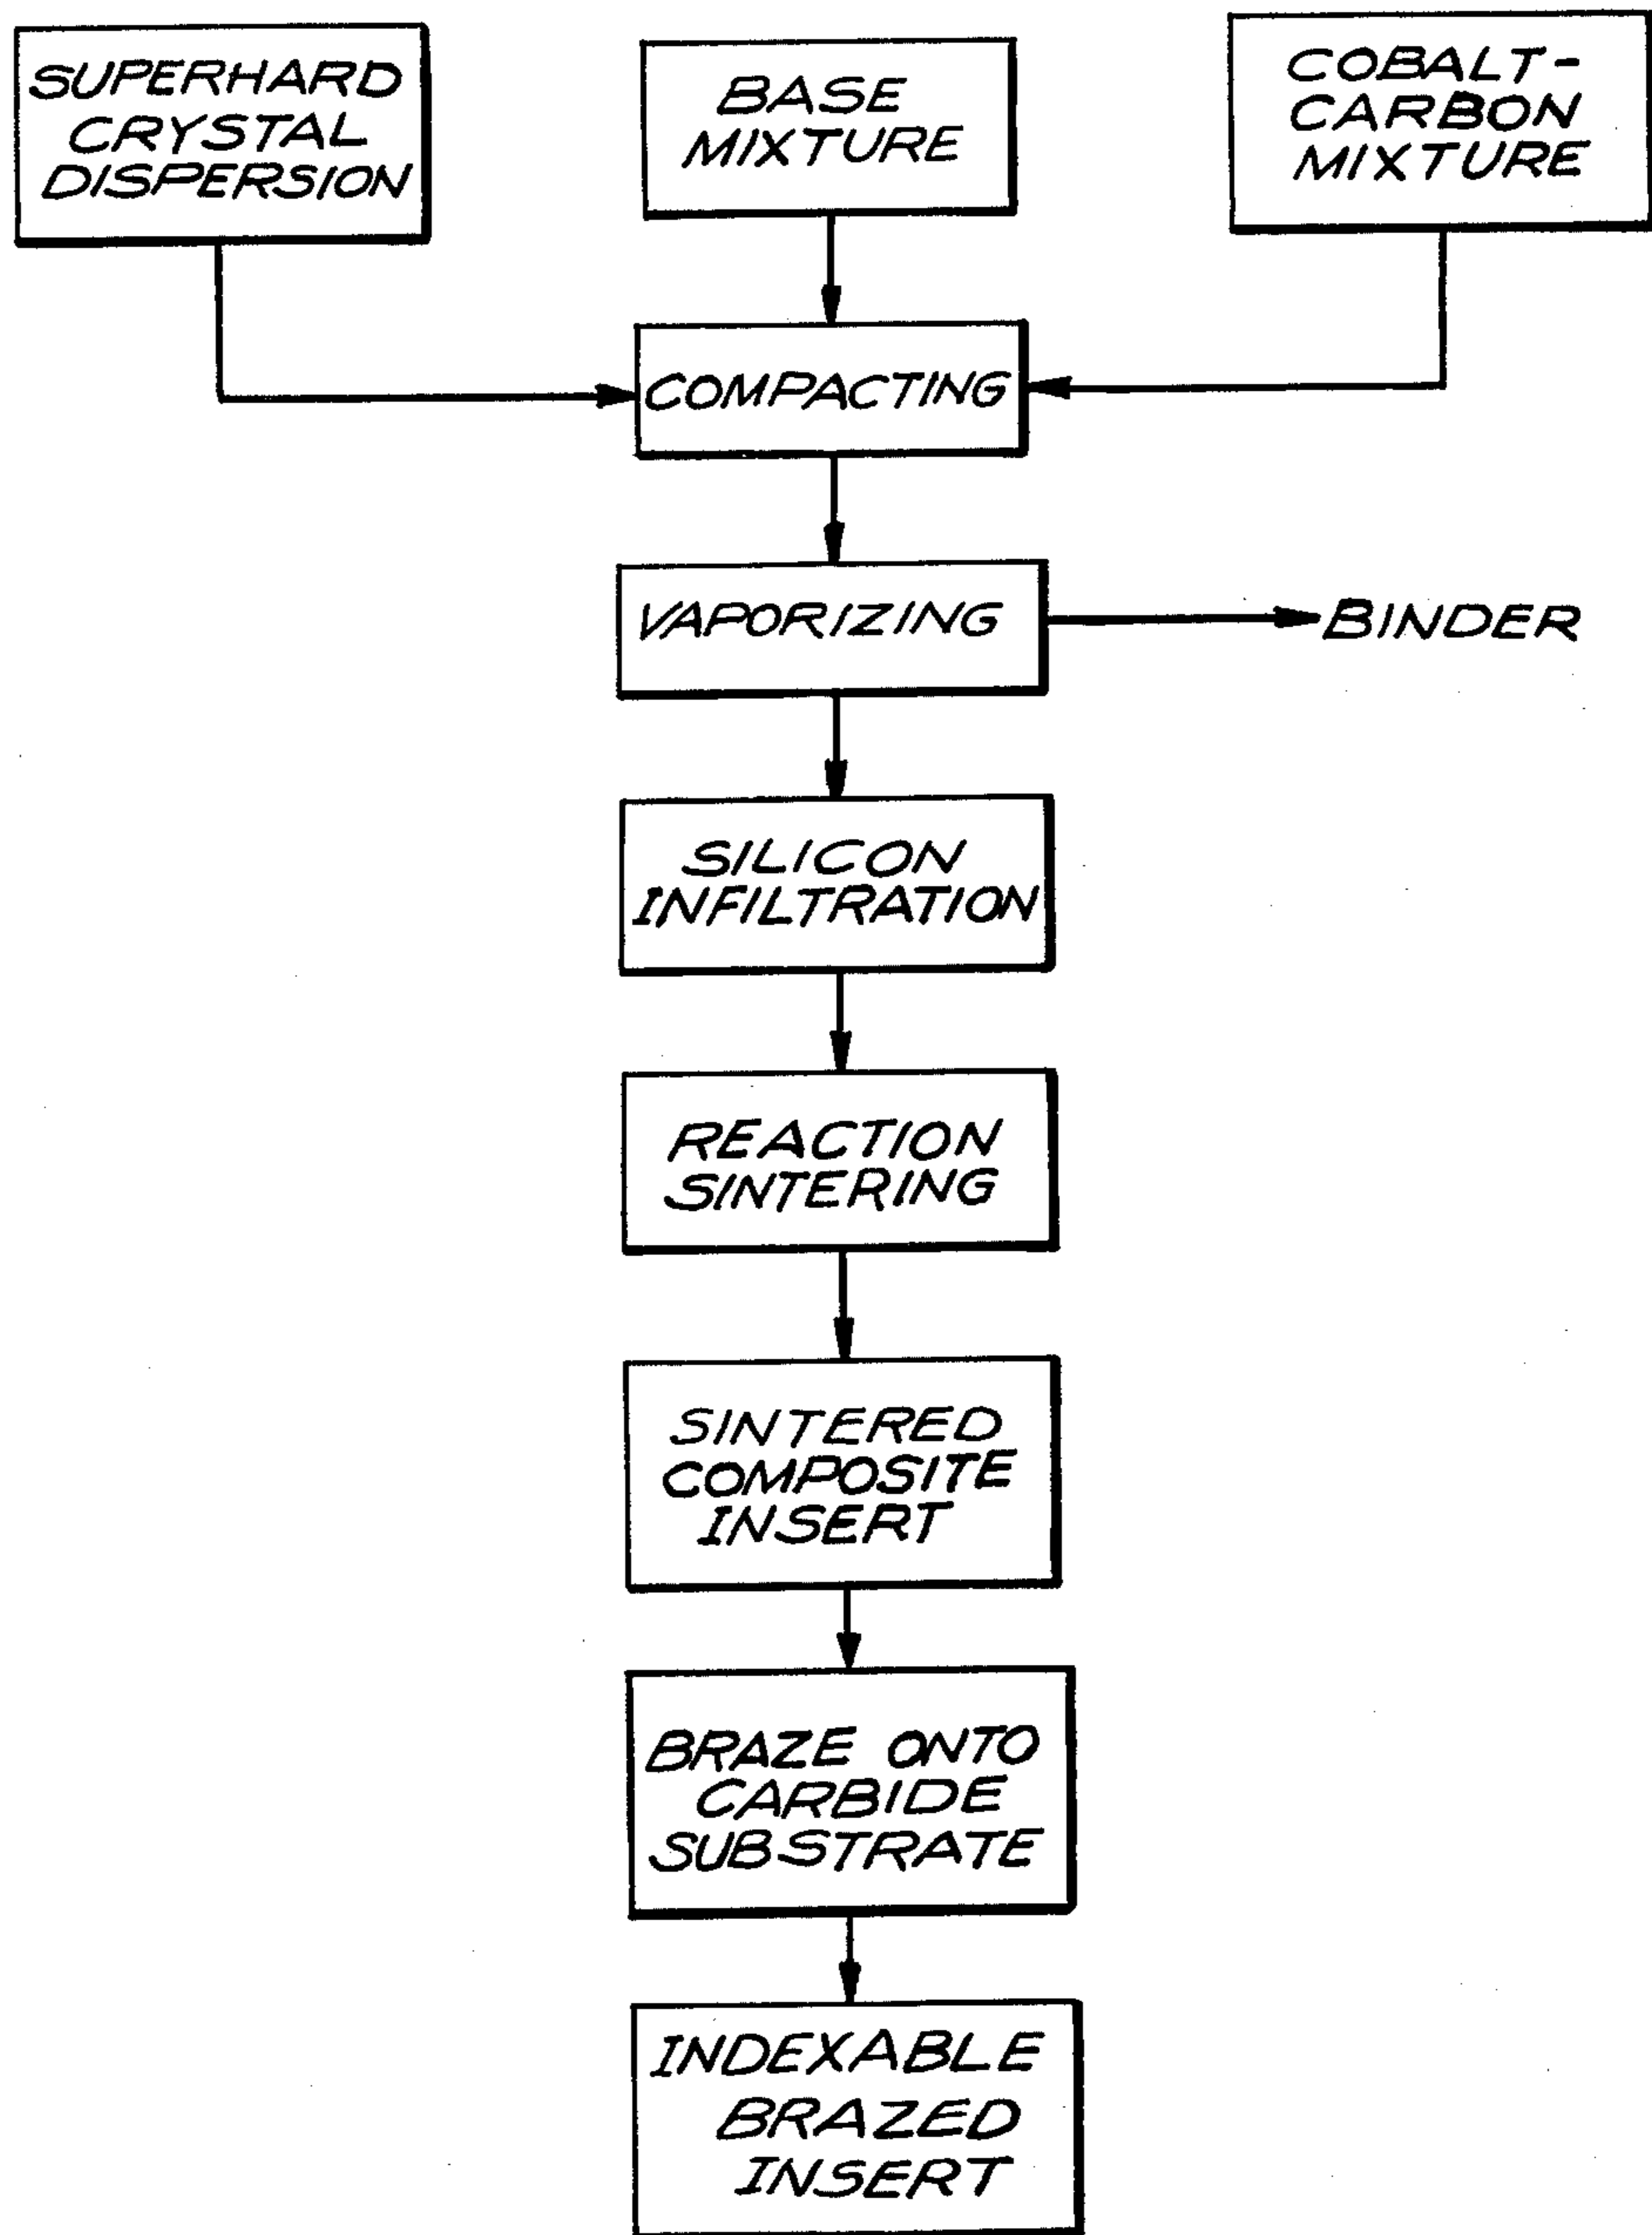 SUPERHARD
CRYSTAL
DISPERSION
BASE
MIXTURE
COBALT-
CARBON
MIXTURE
COMPACTING
VAPORIZING
BINDER
SILICON
INFILTRATION
REACTION
SINTERING
SINTERED
COMPOSITE
INSERT
BRAZE ONTO
CARBIDE
SUBSTRATE
INDEXABLE
BRAZED
INSERT